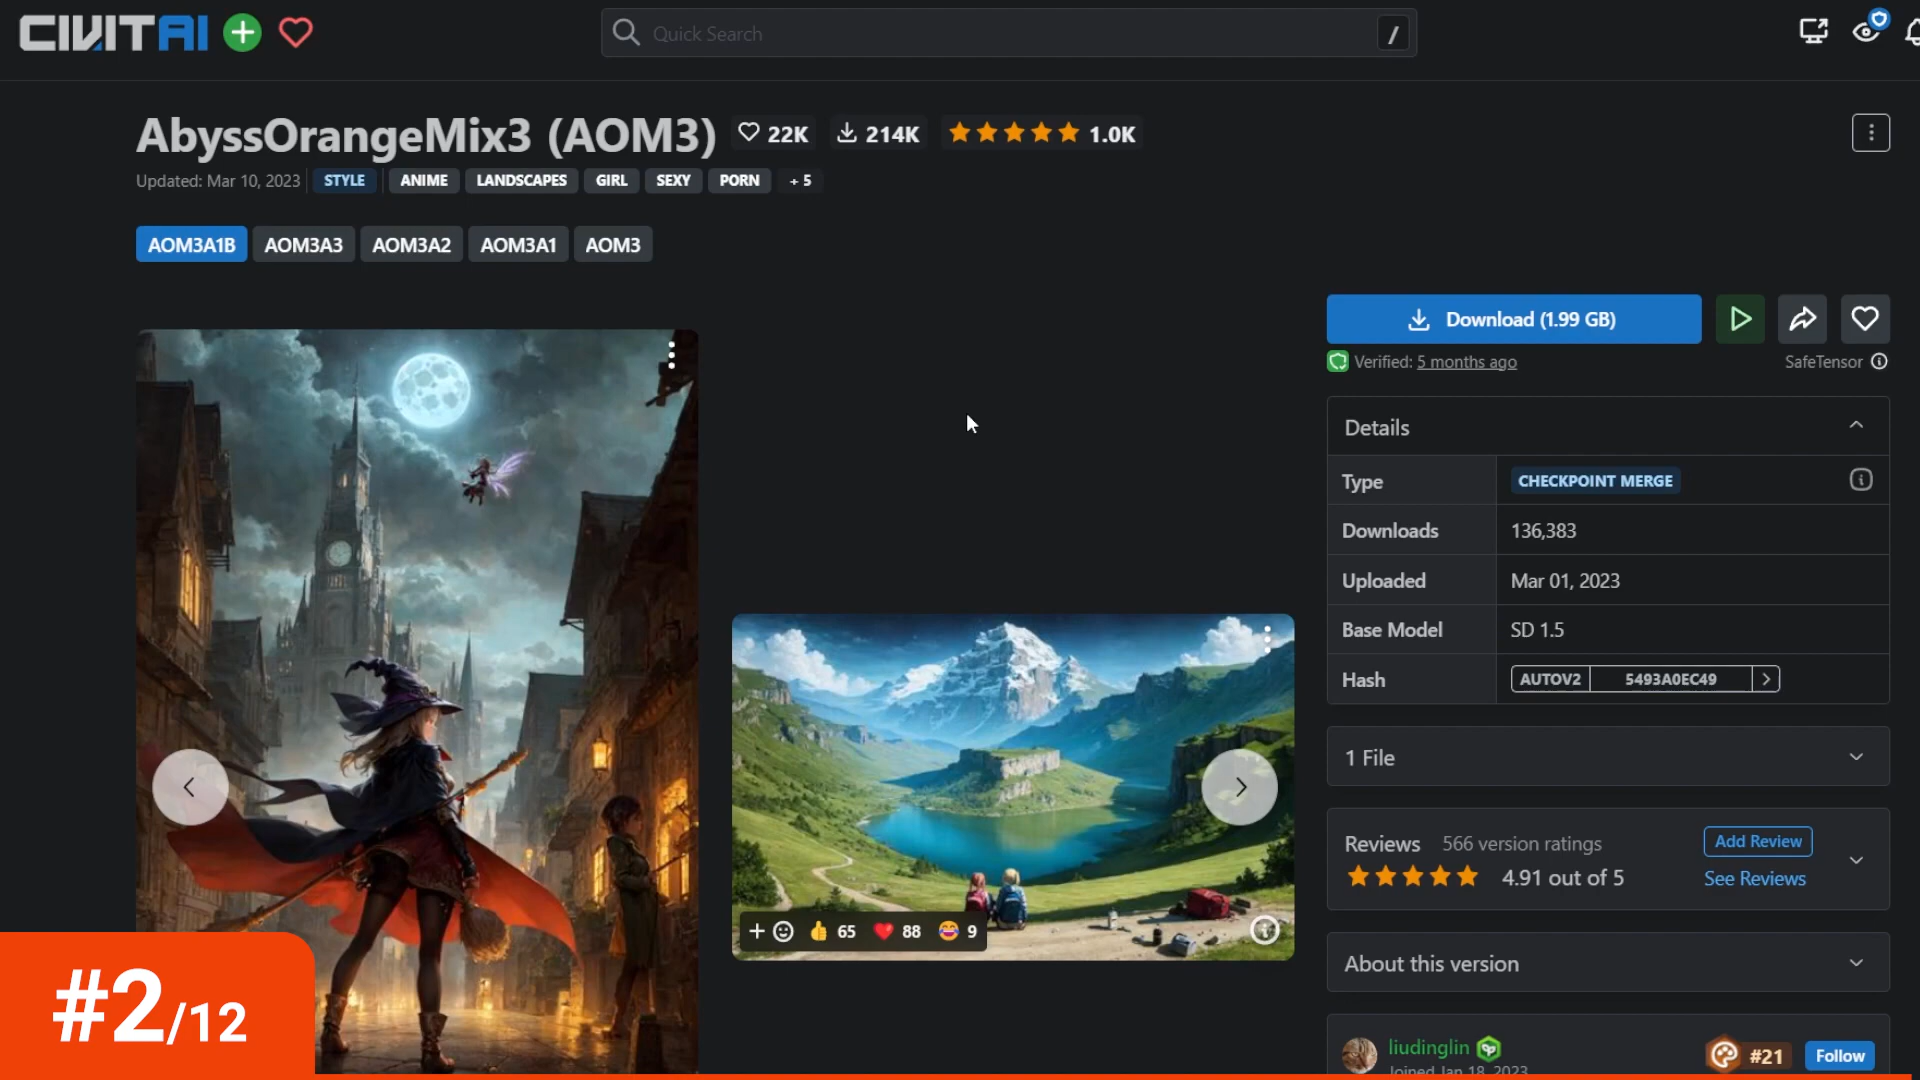 CIVITAI
Quick Search
/
AbyssOrangeMix3 (AOM3)
22K
214K
1.0K
Updated: Mar 10, 2023
STYLE
ANIME
LANDSCAPES
GIRL
SEXY
PORN
+ 5
AOM3A1B
AOM3A3
AOM3A2
AOM3A1
AOM3
Download (1.99 GB)
Verified: 5 months ago
SafeTensor
Details
Type
CHECKPOINT MERGE
Downloads
136,383
Uploaded
Mar 01, 2023
Base Model
SD 1.5
Hash
AUTOV2
5493A0EC49
1 File
Reviews
566 version ratings
Add Review
4.91 out of 5
See Reviews
65
88
9
About this version
liudinglin
#21
Follow
Joined Jan 18, 2023
#2/12